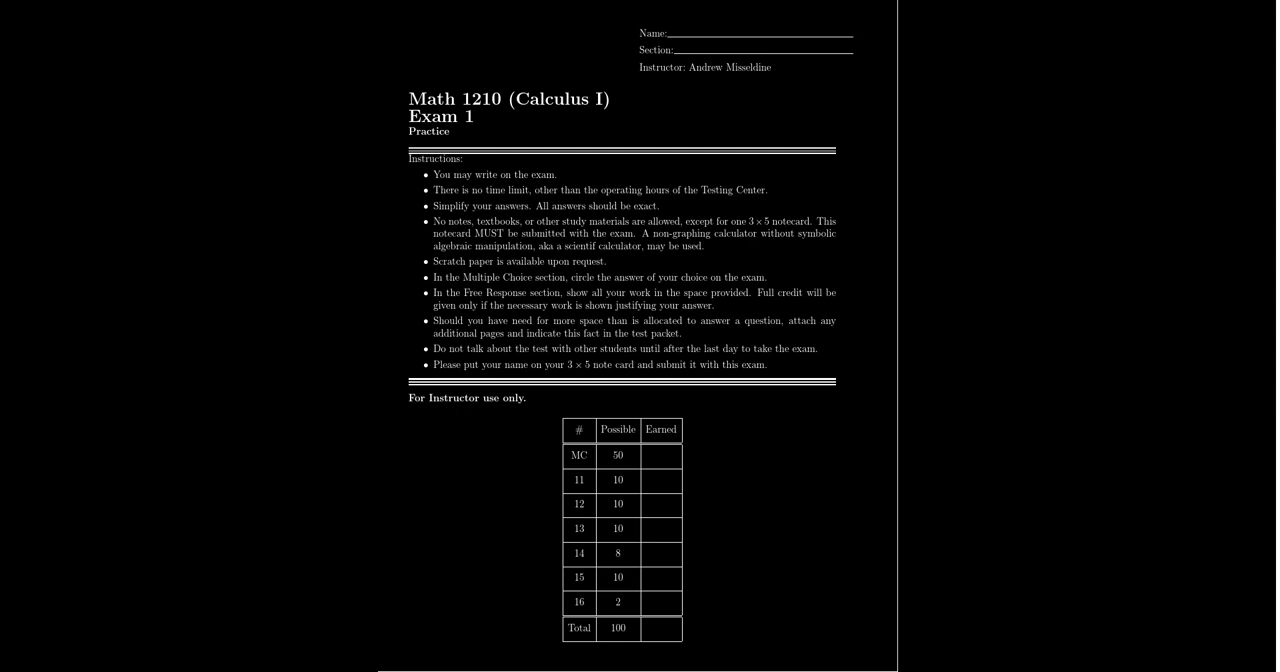 Name:
Section:
Instructor: Andrew Misseldine
Math 1210 (Calculus I)
Exam 1
Practice
Instructions:
• You may write on the exam.
• There is no time limit, other than the operating hours of the Testing Center.
• Simplify your answers. All answers should be exact.
• No notes, textbooks, or other study materials are allowed, except for one 3 × 5 notecard. This
notecard MUST be submitted with the exam. A non-graphing calculator without symbolic
algebraic manipulation, aka a scientif calculator, may be used.
• Scratch paper is available upon request.
• In the Multiple Choice section, circle the answer of your choice on the exam.
• In the Free Response section, show all your work in the space provided. Full credit will be
given only if the necessary work is shown justifying your answer.
• Should you have need for more space than is allocated to answer a question, attach any
additional pages and indicate this fact in the test packet.
• Do not talk about the test with other students until after the last day to take the exam.
• Please put your name on your 3 × 5 note card and submit it with this exam.
For Instructor use only.
# Possible Earned
MC 50
11 10
12 10
13 10
14 8
15 10
16 2
Total 100